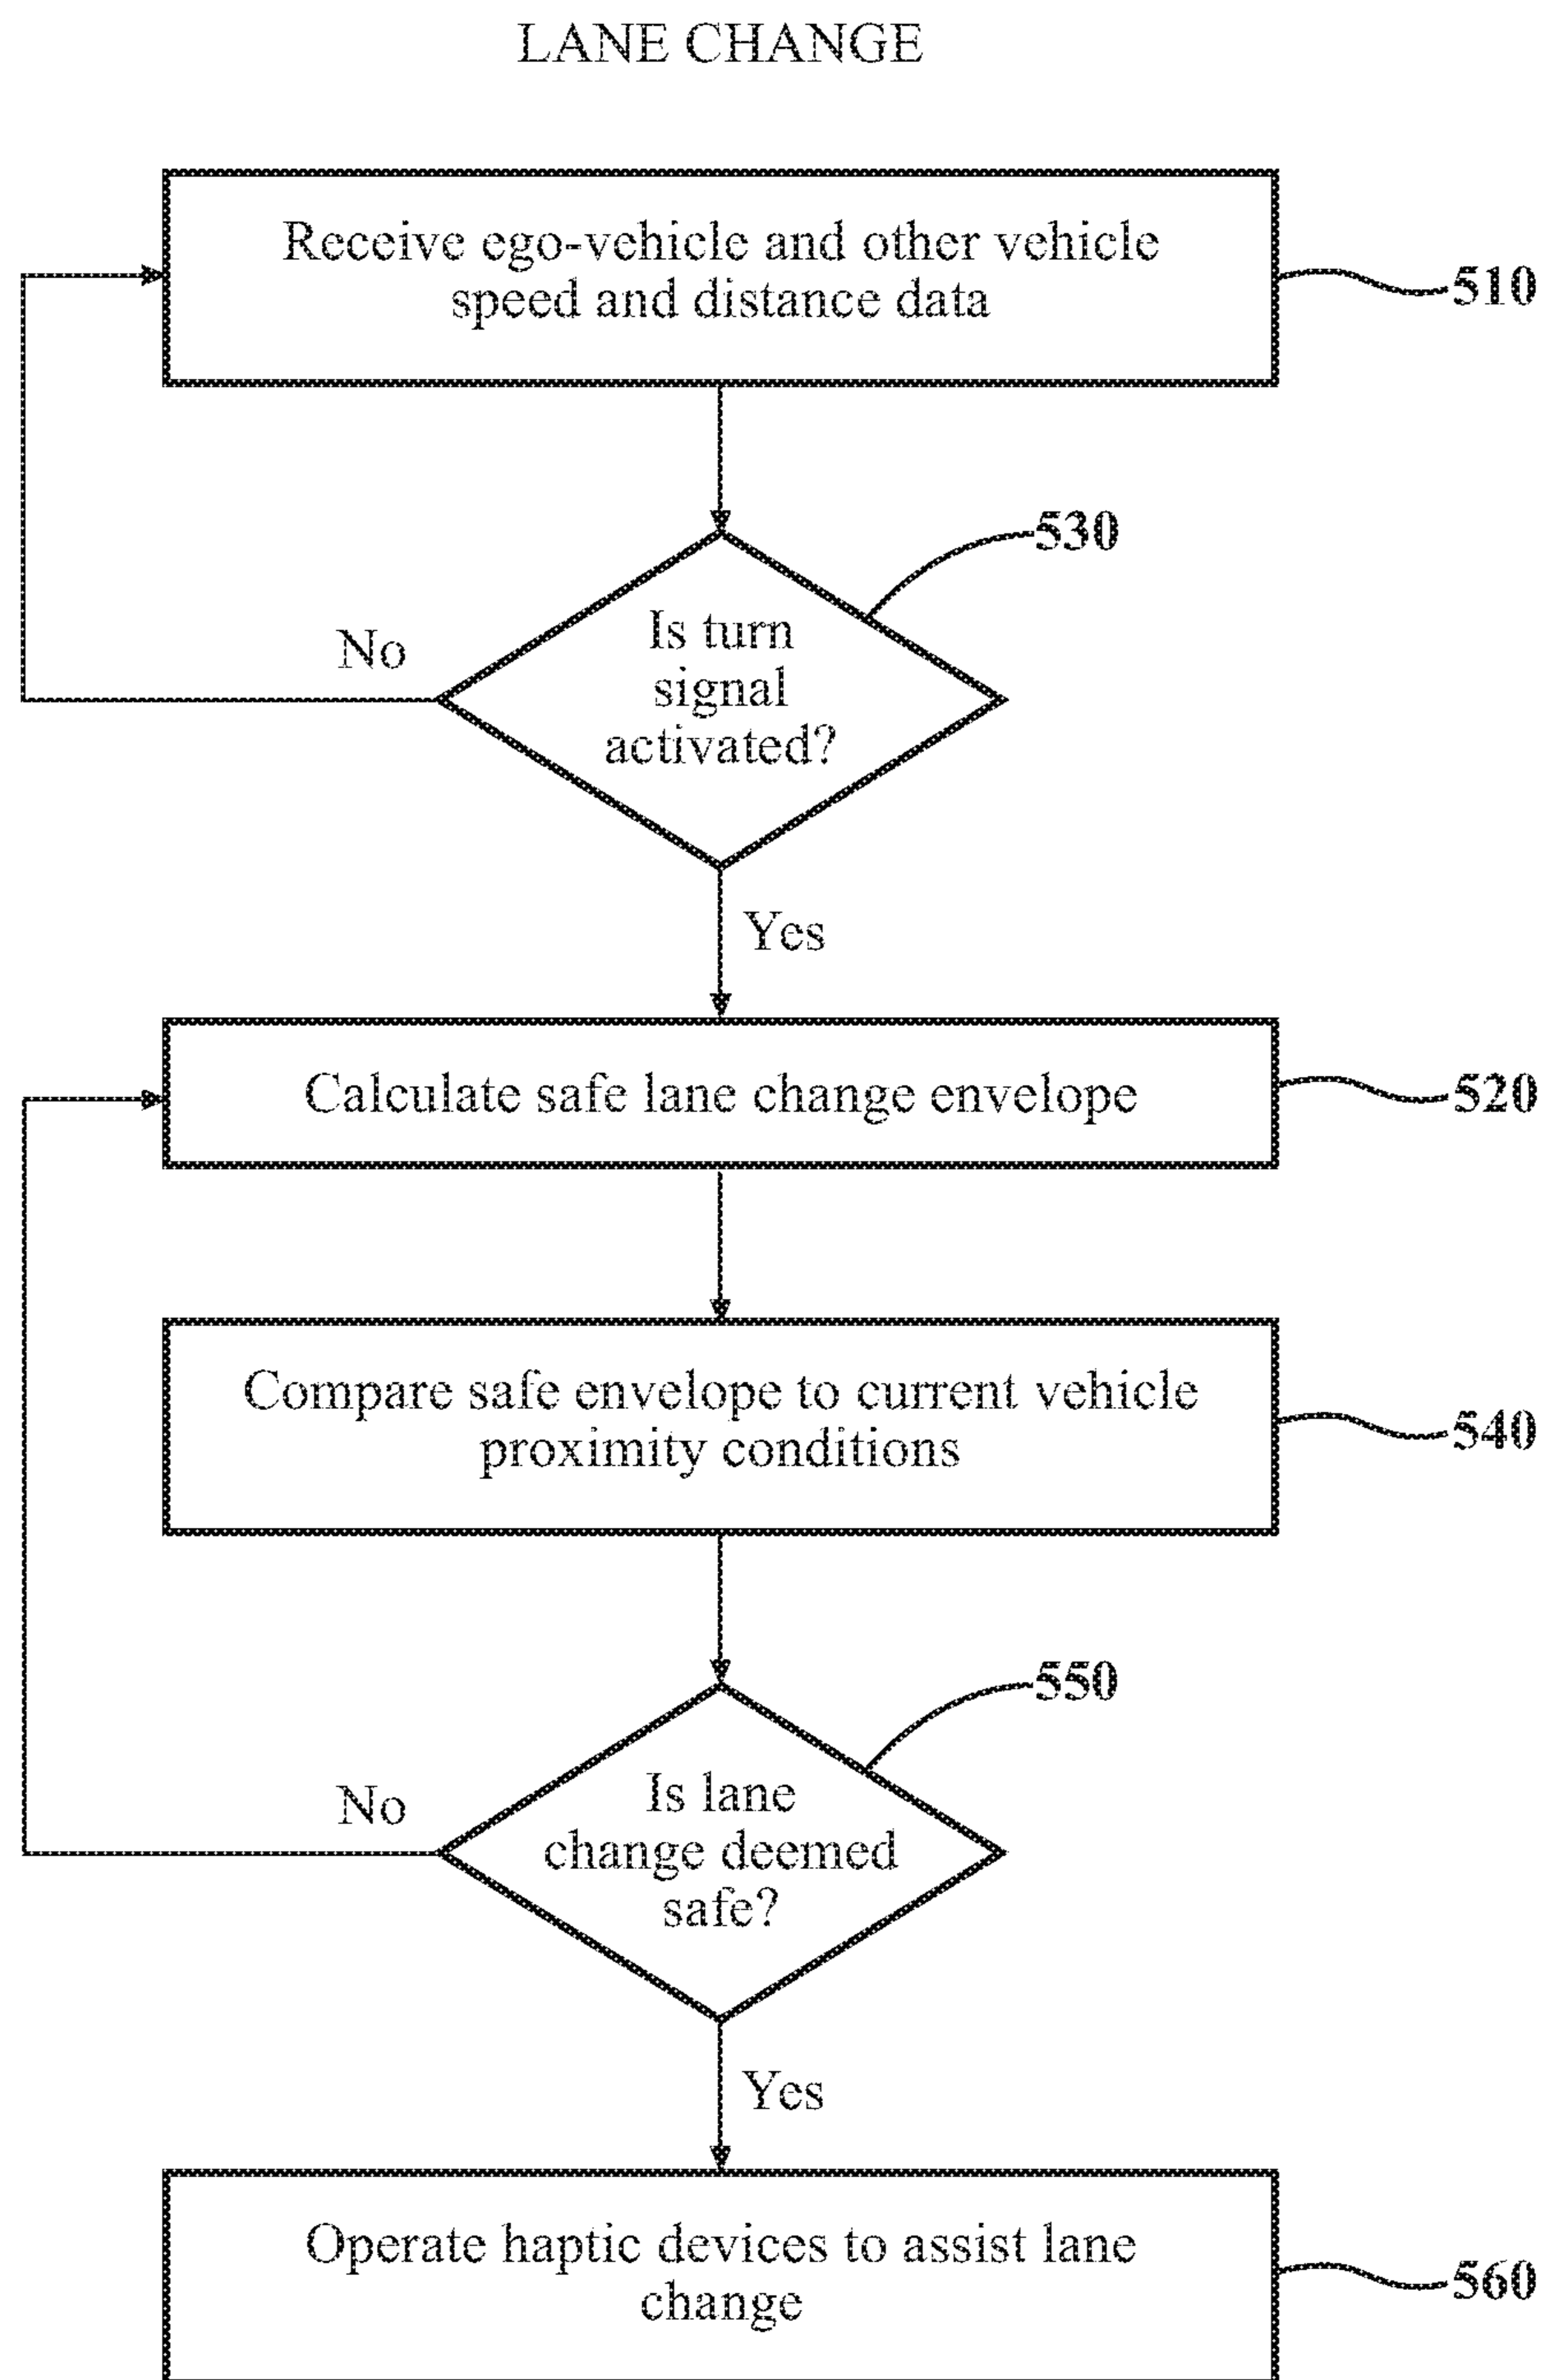 LANE CHANGE
Receive ego-vehicle and other vehicle
speed and distance data
510
530
Is turn
signal
activated?
No
Yes
Calculate safe lane change envelope
520
Compare safe envelope to current vehicle
proximity conditions
540
550
Is lane
change deemed
safe?
No
Yes
Operate haptic devices to assist lane
change
560